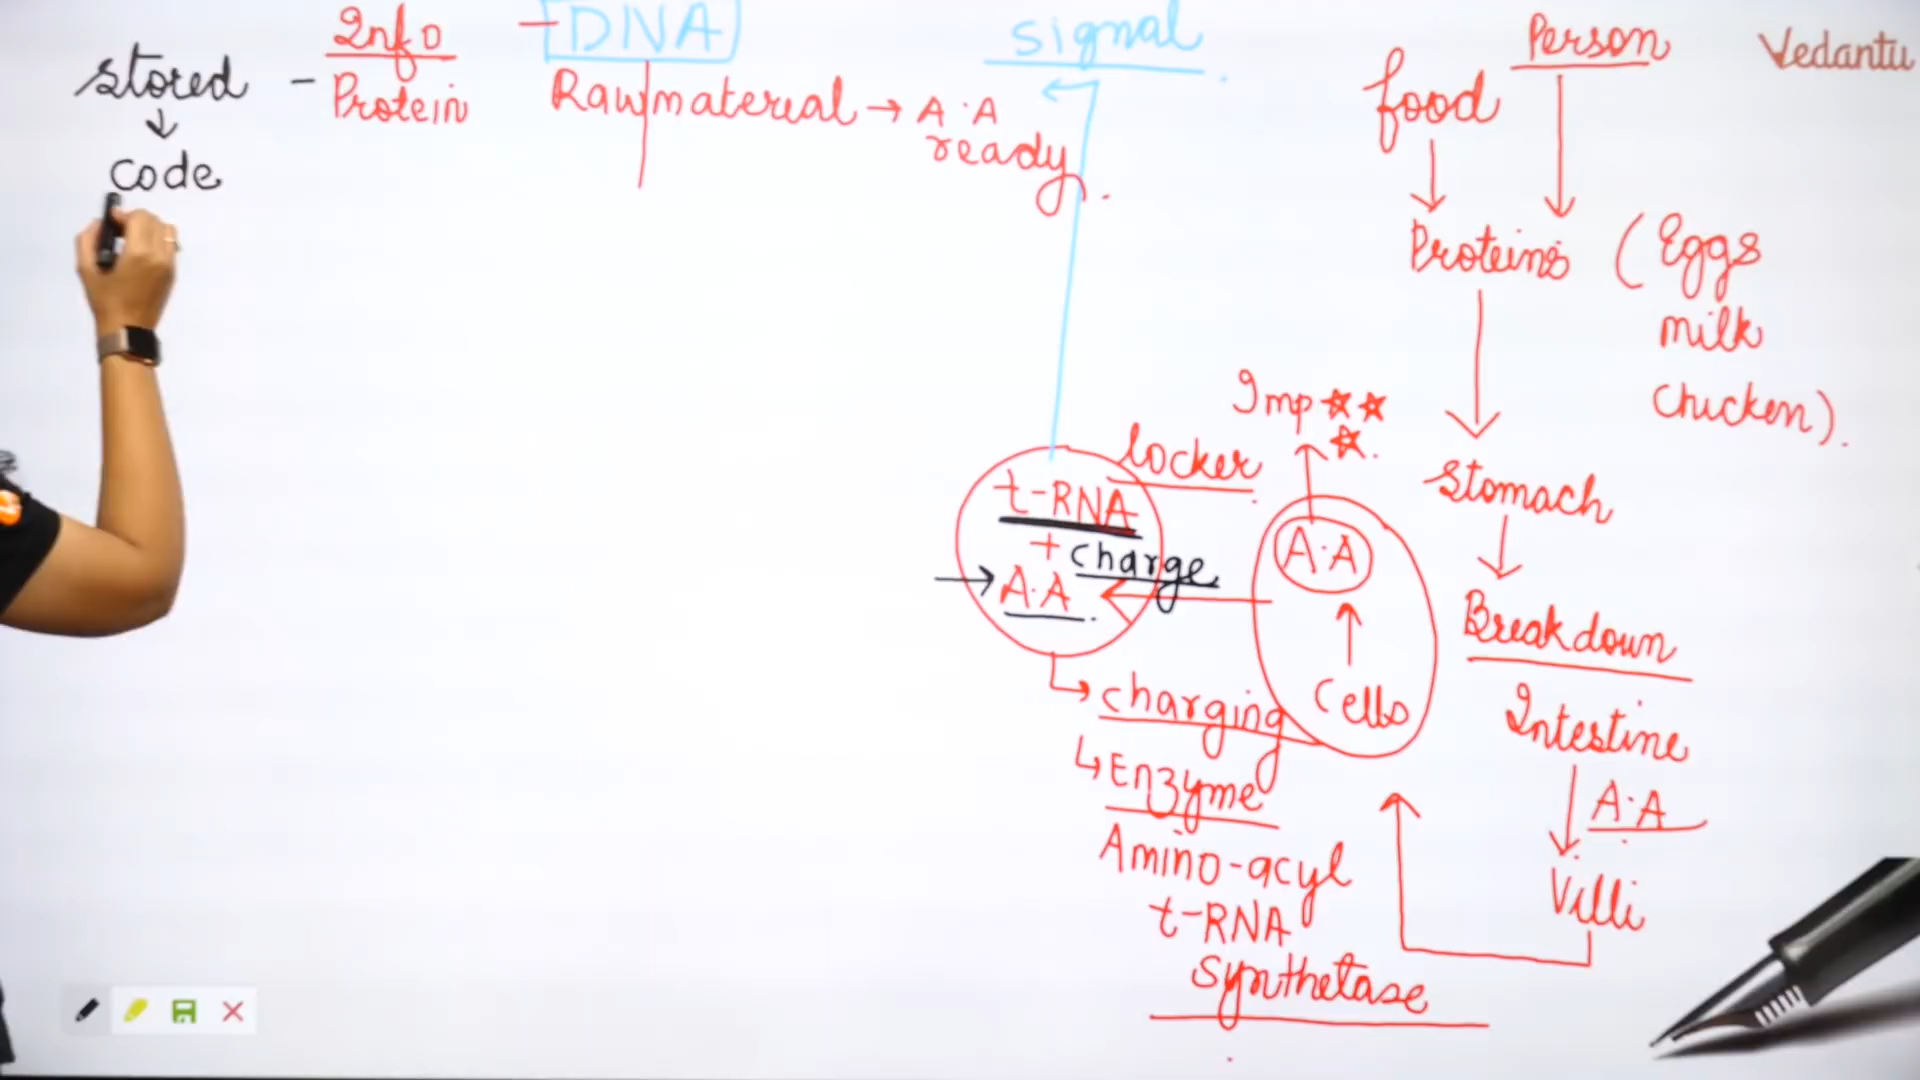 stored - Info - DNA
Protein
↓
code
Raw material → A.A
ready.
signal
food
Person
Vedantu
Proteins (Eggs
milk
chicken).
Stomach
Breakdown
Intestine
A.A
Villi
Imp ☆☆
☆.
locker
A.A
Cells
t-RNA
+ charge
A.A
charging
Enzyme
Amino-acyl
t-RNA
synthetase